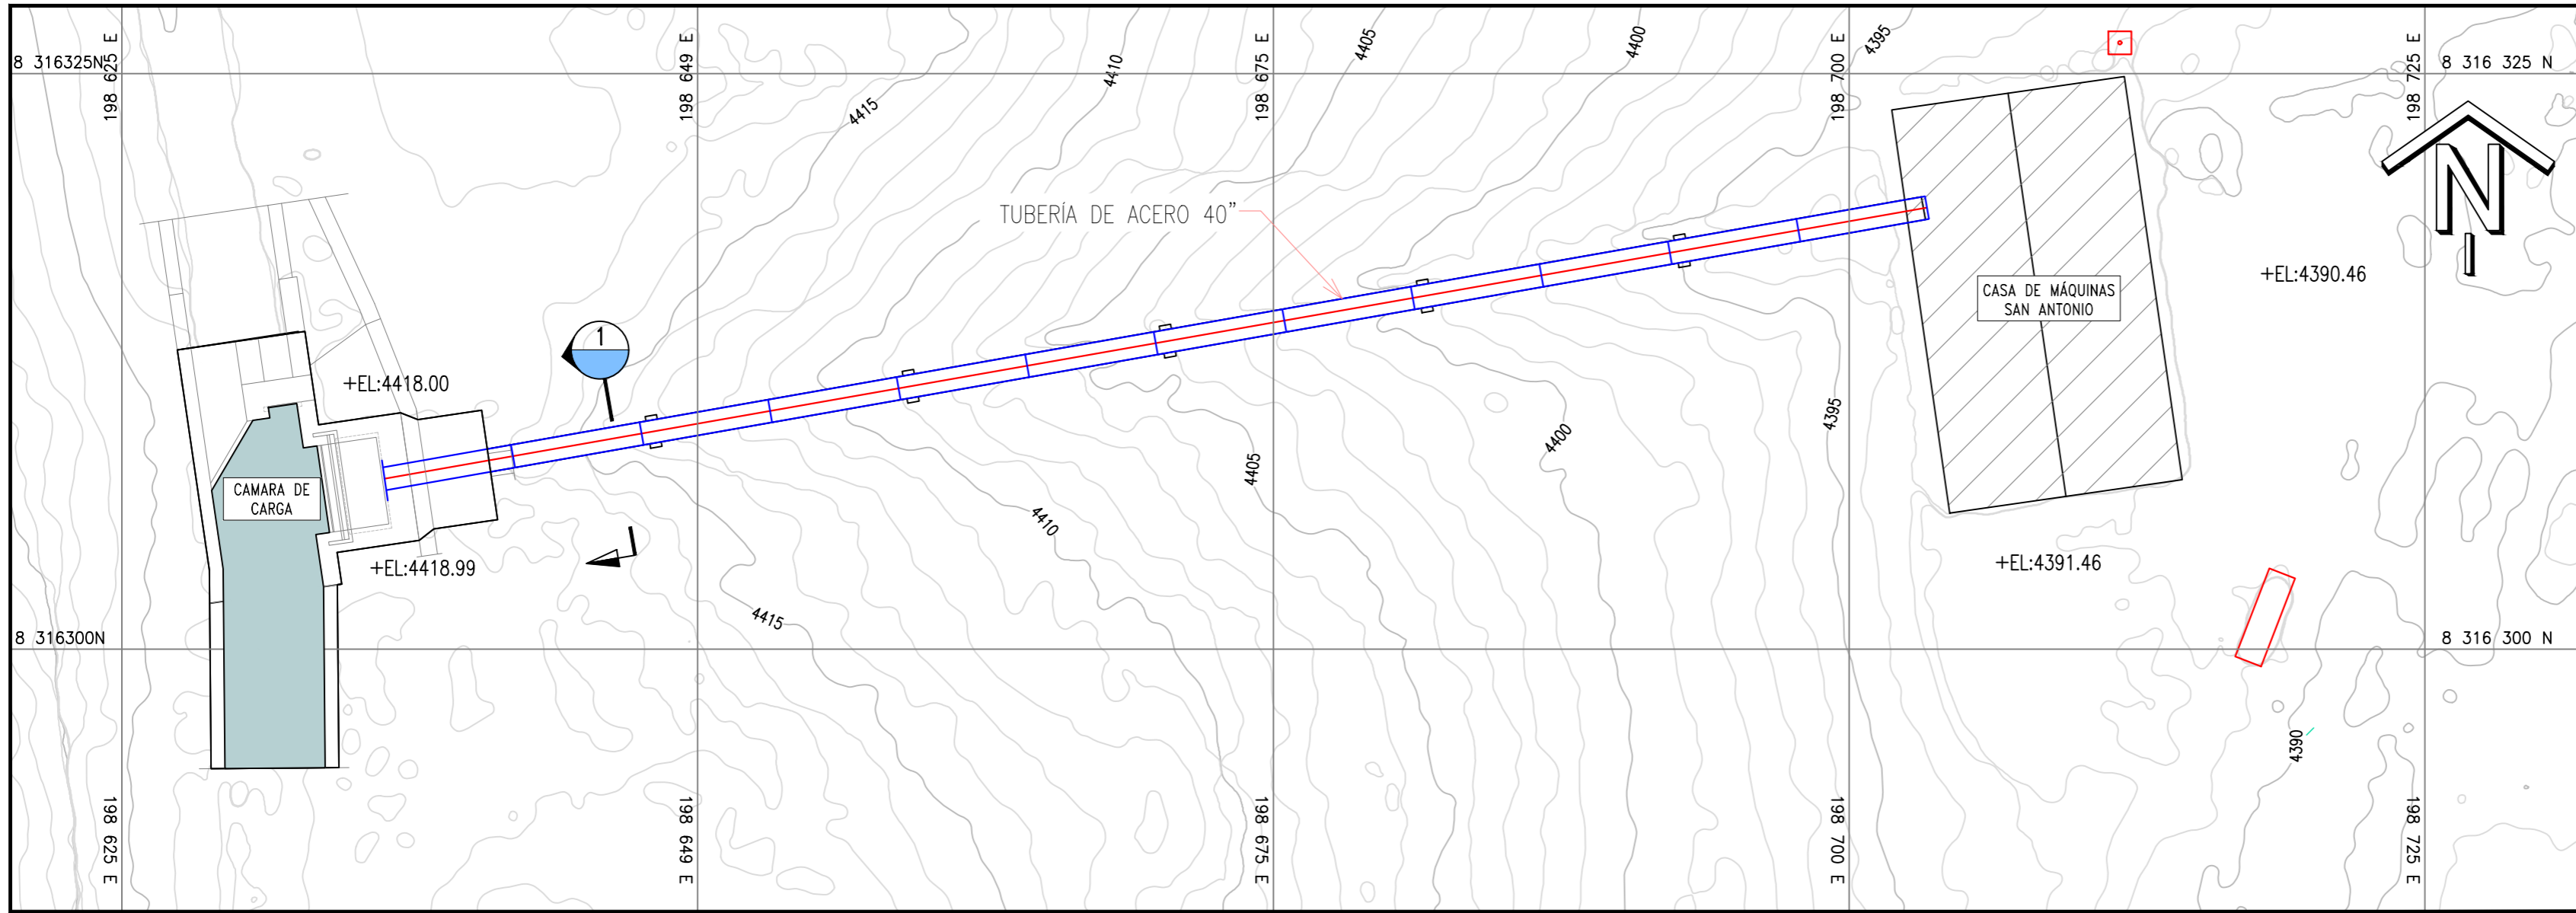 198 625 E
198 649 E
198 675 E
198 700 E
198 725 E
8 316325N
8 316 325 N
4415
4410
4405
4400
4395
N
TUBERÍA DE ACERO 40”
+EL:4390.46
CASA DE MÁQUINAS
SAN ANTONIO
1
+EL:4418.00
CAMARA DE
CARGA
+EL:4418.99
4405
4400
4395
4410
4415
+EL:4391.46
8 316300N
8 316 300 N
4390
198 625 E
198 649 E
198 675 E
198 700 E
198 725 E